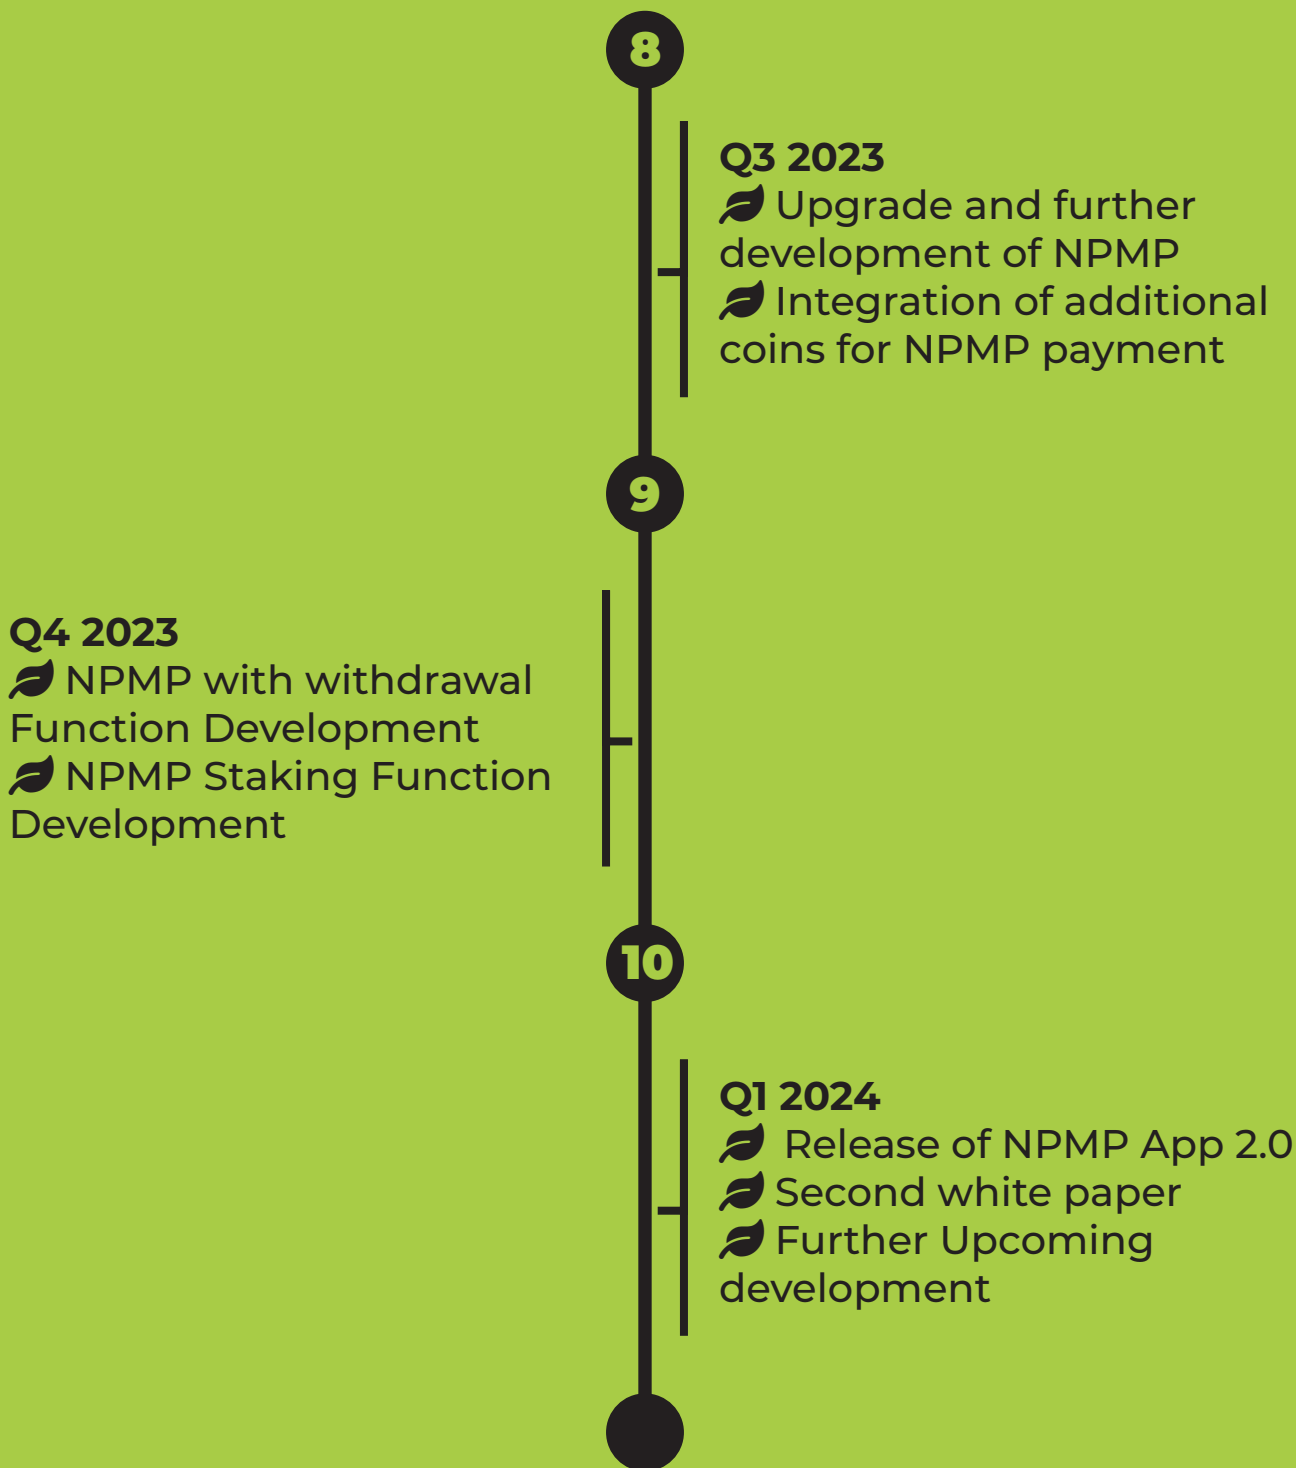 8
Q3 2023
Upgrade and further
development of NPMP
Integration of additional
coins for NPMP payment
9
Q4 2023
NPMP with withdrawal
Function Development
NPMP Staking Function
Development
10
Q1 2024
Release of NPMP App 2.0
Second white paper
Further Upcoming
development